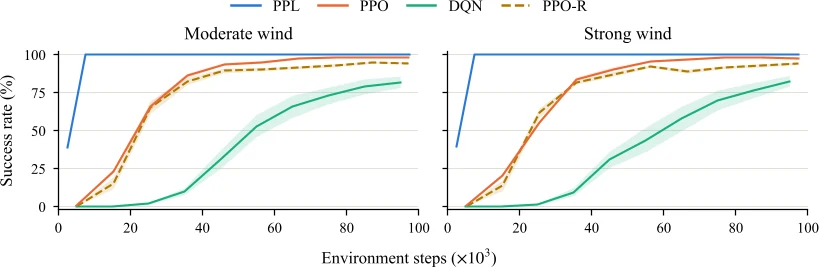 PPL PPO DQN PPO-R
Moderate wind Strong wind
Success rate (%)
100
75
50
25
0
0 20 40 60 80 100
0 20 40 60 80 100
Environment steps (×10³)